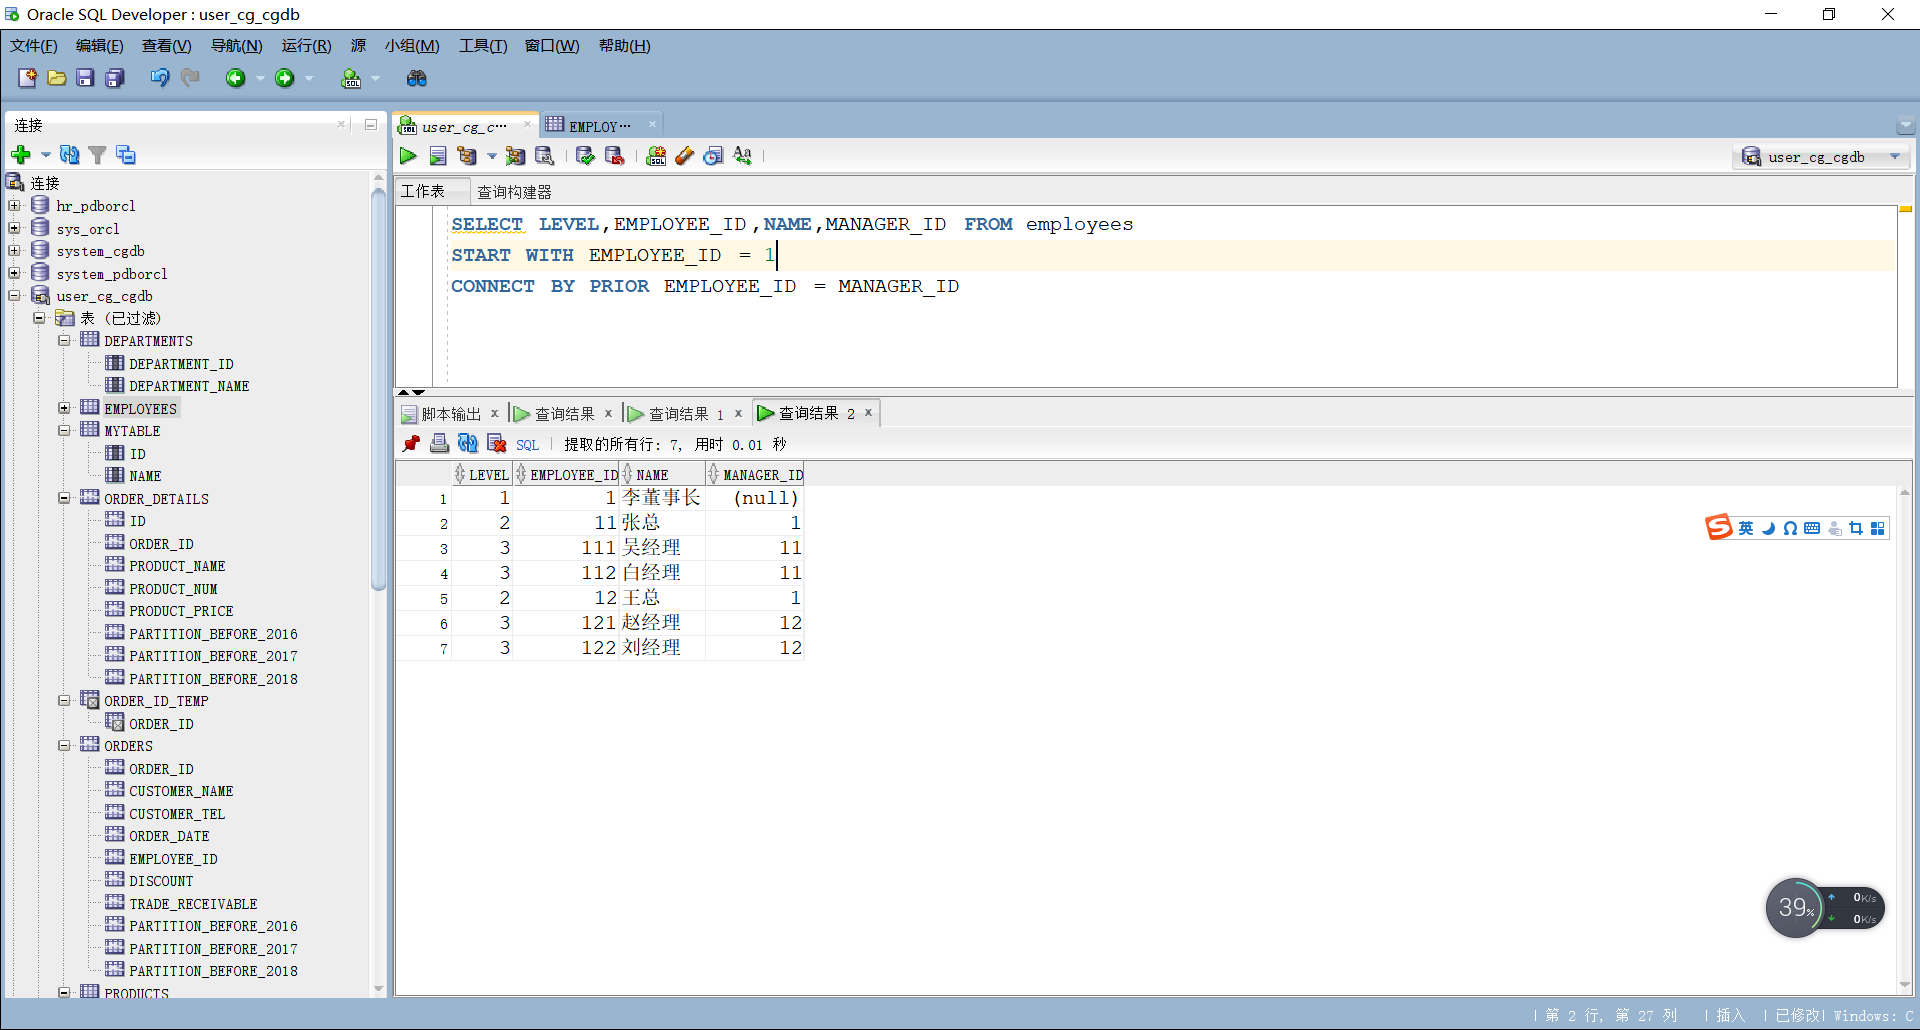 Oracle SQL Developer : user_cg_cgdb
文件(F) 编辑(E) 查看(V) 导航(N) 运行(R) 源 小组(M) 工具(T) 窗口(W) 帮助(H)
连接
连接
hr_pdborcl
sys_orcl
system_cgdb
system_pdborcl
user_cg_cgdb
表 (已过滤)
DEPARTMENTS
DEPARTMENT_ID
DEPARTMENT_NAME
EMPLOYEES
MYTABLE
ID
NAME
ORDER_DETAILS
ID
ORDER_ID
PRODUCT_NAME
PRODUCT_NUM
PRODUCT_PRICE
PARTITION_BEFORE_2016
PARTITION_BEFORE_2017
PARTITION_BEFORE_2018
ORDER_ID_TEMP
ORDER_ID
ORDERS
ORDER_ID
CUSTOMER_NAME
CUSTOMER_TEL
ORDER_DATE
EMPLOYEE_ID
DISCOUNT
TRADE_RECEIVABLE
PARTITION_BEFORE_2016
PARTITION_BEFORE_2017
PARTITION_BEFORE_2018
PRODUCTS
user_cg_c… EMPLOY…
user_cg_cgdb
工作表 查询构建器
SELECT LEVEL,EMPLOYEE_ID,NAME,MANAGER_ID FROM employees
START WITH EMPLOYEE_ID = 1
CONNECT BY PRIOR EMPLOYEE_ID = MANAGER_ID
脚本输出 x 查询结果 x 查询结果 1 x 查询结果 2 x
SQL 提取的所有行: 7, 用时 0.01 秒
LEVEL EMPLOYEE_ID NAME MANAGER_ID
1 1 1 李董事长 (null)
2 2 11 张总 1
3 3 111 吴经理 11
4 3 112 白经理 11
5 2 12 王总 1
6 3 121 赵经理 12
7 3 122 刘经理 12
S 英
39% 0K/s
0K/s
第 2 行, 第 27 列 | 插入 | 已修改| Windows: C